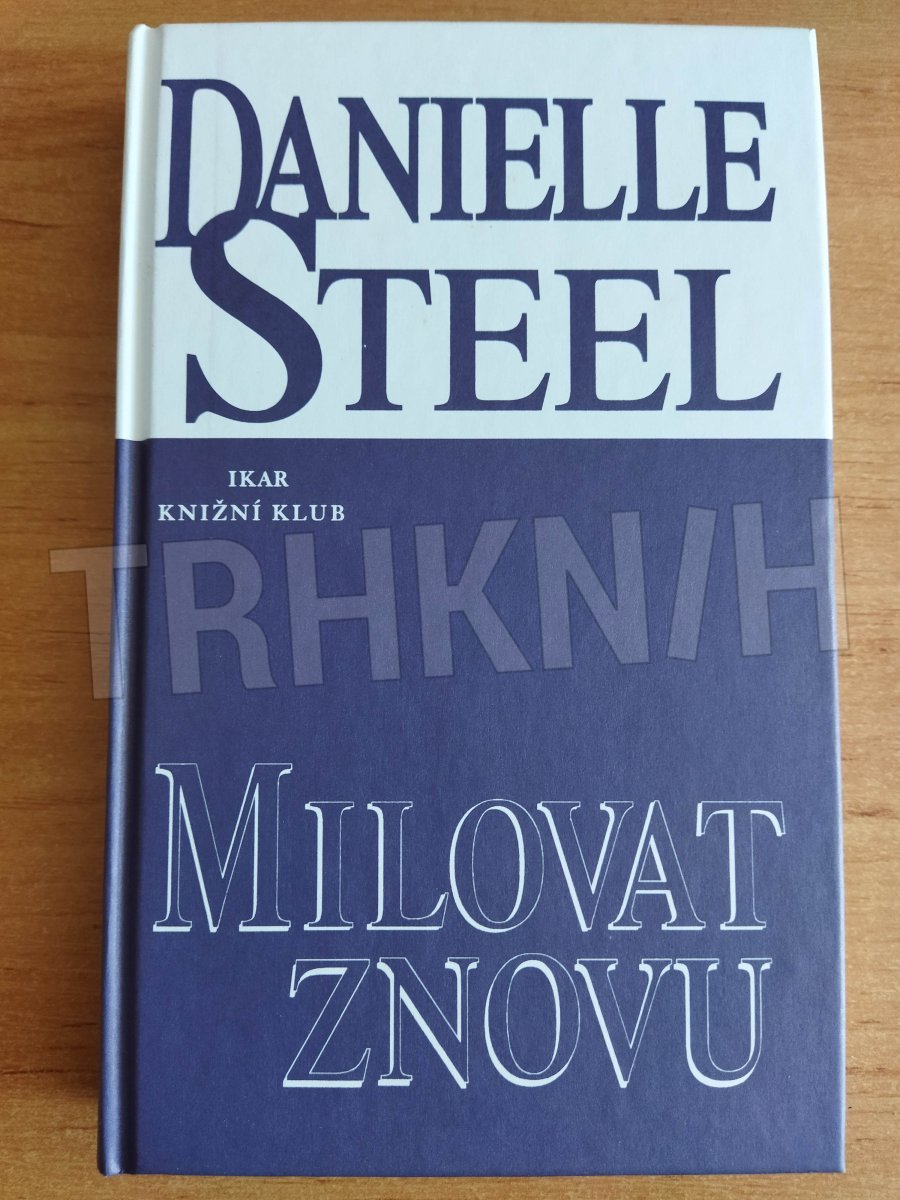 DANIELLE
STEEL
IKAR
KNIŽNÍ KLUB
TRHKNIH
MILOVAT
ZNOVU